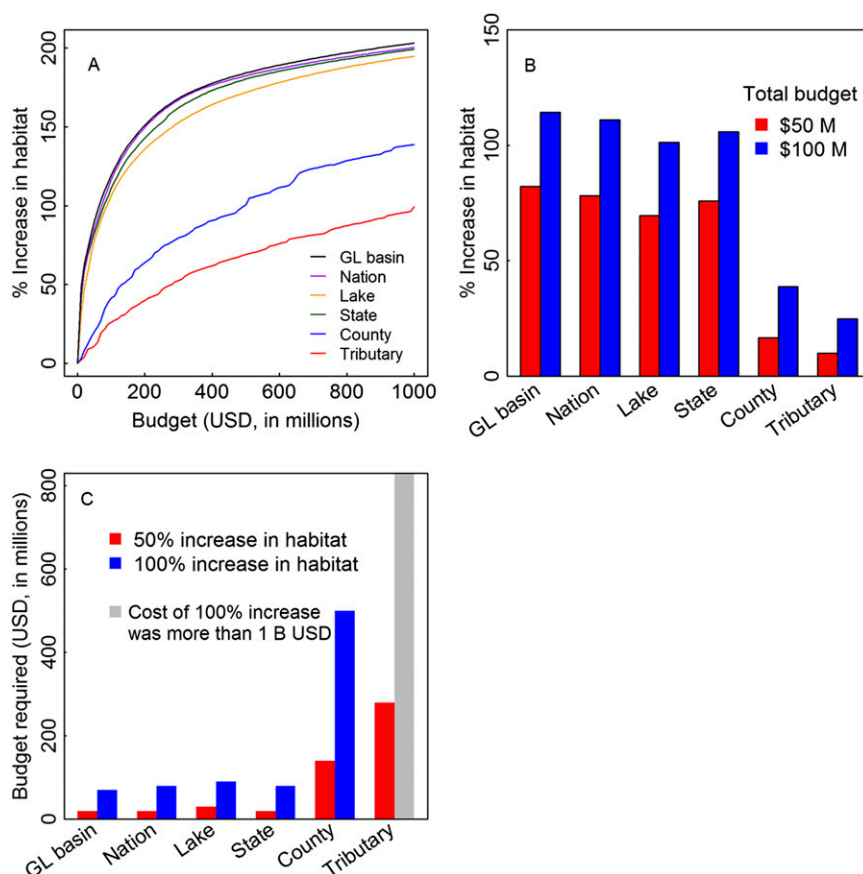 A
% Increase in habitat
200
150
100
50
0
GL basin
Nation
Lake
State
County
Tributary
0 200 400 600 800 1000
Budget (USD, in millions)
B
% Increase in habitat
150
100
50
0
Total budget
$50 M
$100 M
GL basin Nation Lake State County Tributary
C
Budget required (USD, in millions)
800
600
400
200
0
50% increase in habitat
100% increase in habitat
Cost of 100% increase
was more than 1 B USD
GL basin Nation Lake State County Tributary